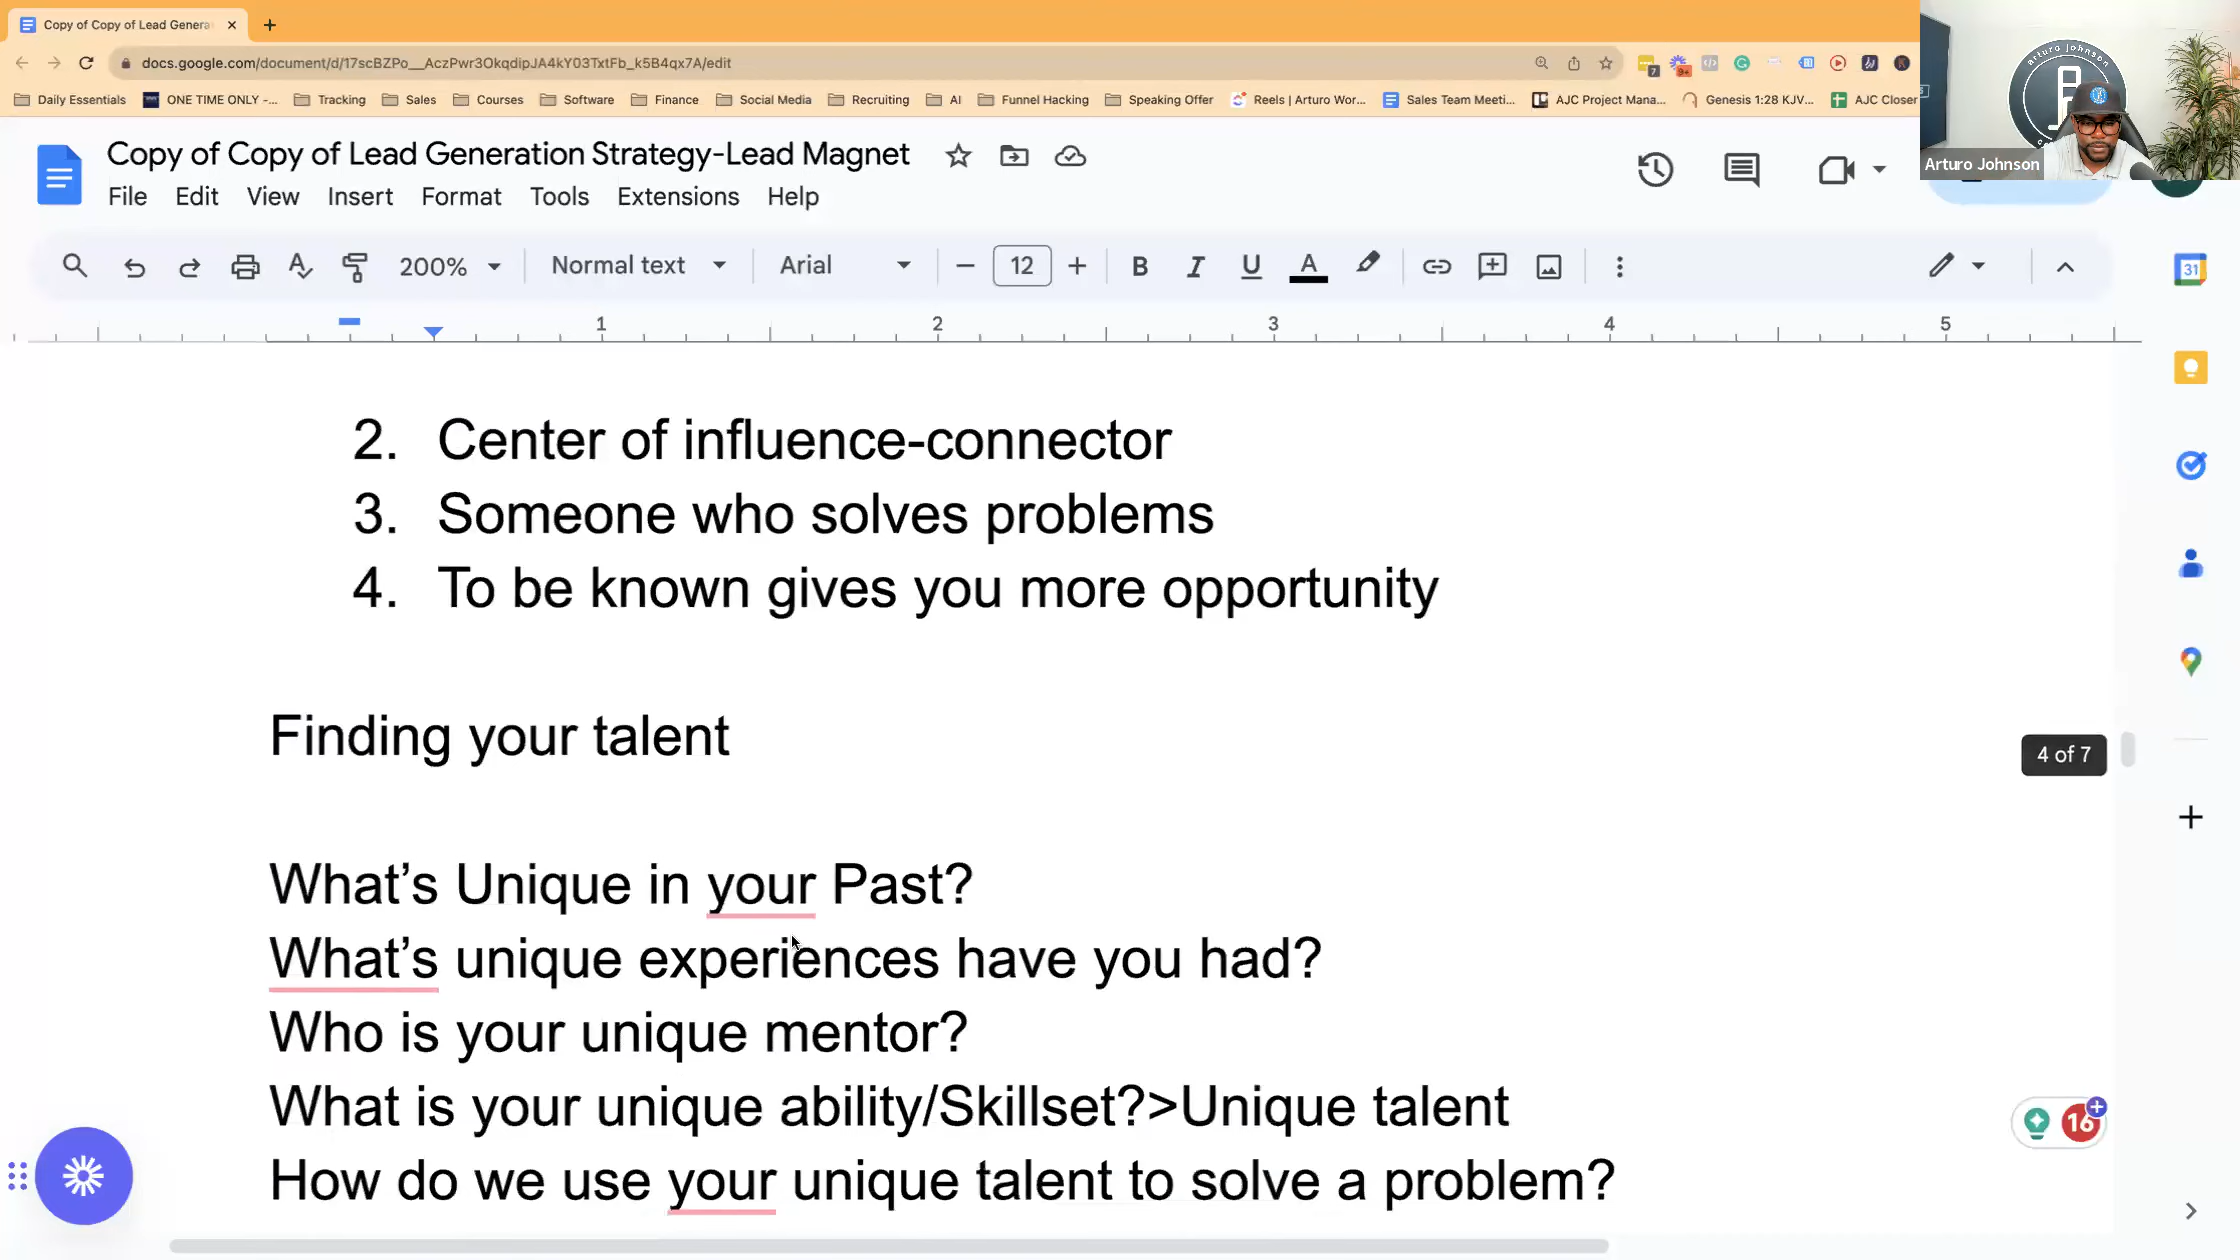 Copy of Copy of Lead Genera
docs.google.com/document/d/17scBZPo__AczPwr3OkqdipJA4kY03TxtFb_k5B4qx7A/edit
7
9+
Daily Essentials
ONE TIME ONLY -...
Tracking
Sales
Courses
Software
Finance
Social Media
Recruiting
AI
Funnel Hacking
Speaking Offer
Reels | Arturo Wor...
Sales Team Meeti...
AJC Project Mana...
Genesis 1:28 KJV...
AJC Closer
arturo johnson
Arturo Johnson
Copy of Copy of Lead Generation Strategy-Lead Magnet
File Edit View Insert Format Tools Extensions Help
200% Normal text Arial 12 B I U A
31
1 2 3 4 5
2. Center of influence-connector
3. Someone who solves problems
4. To be known gives you more opportunity
Finding your talent
4 of 7
What’s Unique in your Past?
What’s unique experiences have you had?
Who is your unique mentor?
What is your unique ability/Skillset?>Unique talent
16
How do we use your unique talent to solve a problem?